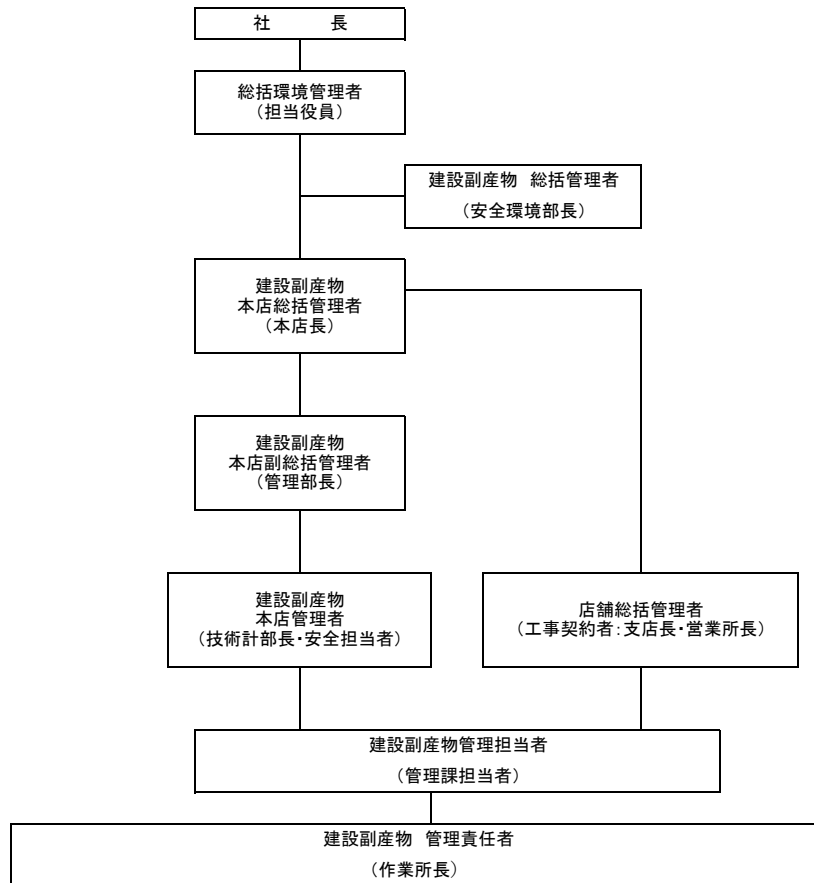 社　　長
総括環境管理者
（担当役員）
建設副産物　総括管理者
（安全環境部長）
建設副産物
本店総括管理者
（本店長）
建設副産物
本店副総括管理者
（管理部長）
建設副産物
本店管理者
（技術計部長・安全担当者）
店舗総括管理者
（工事契約者：支店長・営業所長）
建設副産物管理担当者
（管理課担当者）
建設副産物　管理責任者
（作業所長）